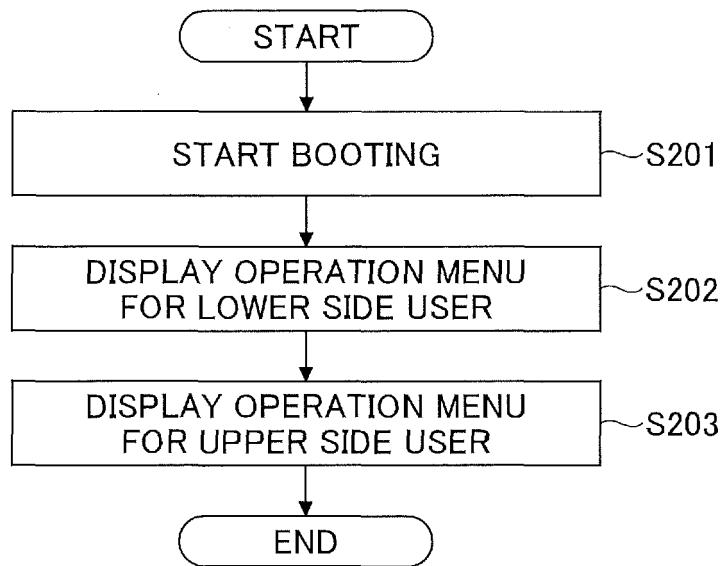 START
START BOOTING
S201
DISPLAY OPERATION MENU
FOR LOWER SIDE USER
S202
DISPLAY OPERATION MENU
FOR UPPER SIDE USER
S203
END